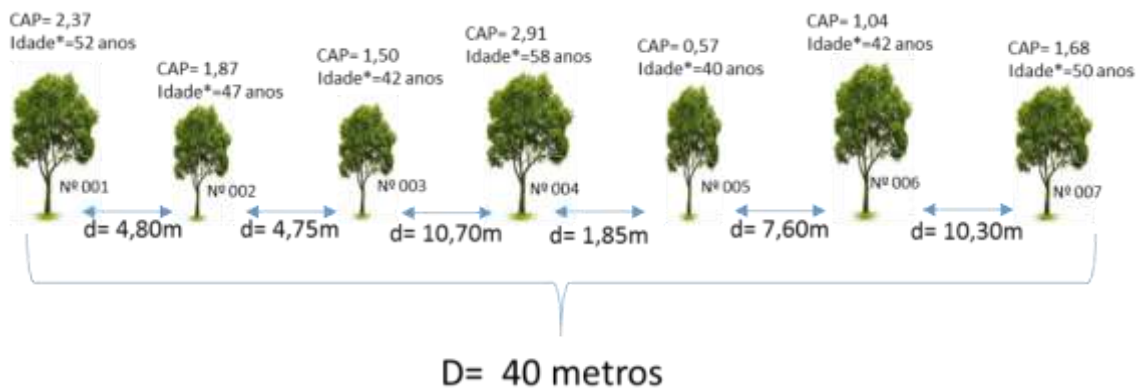 CAP= 2,37
Idade*=52 anos
CAP= 1,87
Idade*=47 anos
CAP= 1,50
Idade*=42 anos
CAP= 2,91
Idade*=58 anos
CAP= 0,57
Idade*=40 anos
CAP= 1,04
Idade*=42 anos
CAP= 1,68
Idade*=50 anos
Nº 001
Nº 002
Nº 003
Nº 004
Nº 005
Nº 006
Nº 007
d= 4,80m
d= 4,75m
d= 10,70m
d= 1,85m
d= 7,60m
d= 10,30m
D= 40 metros